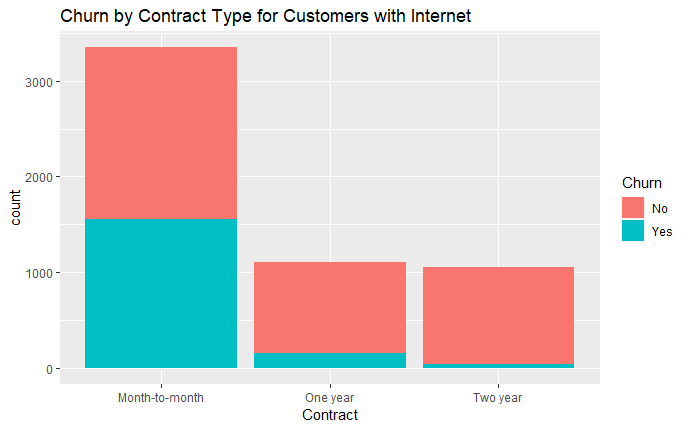 Churn by Contract Type for Customers with Internet
3000
2000
1000
0
count
Month-to-month
One year
Two year
Contract
Churn
No
Yes